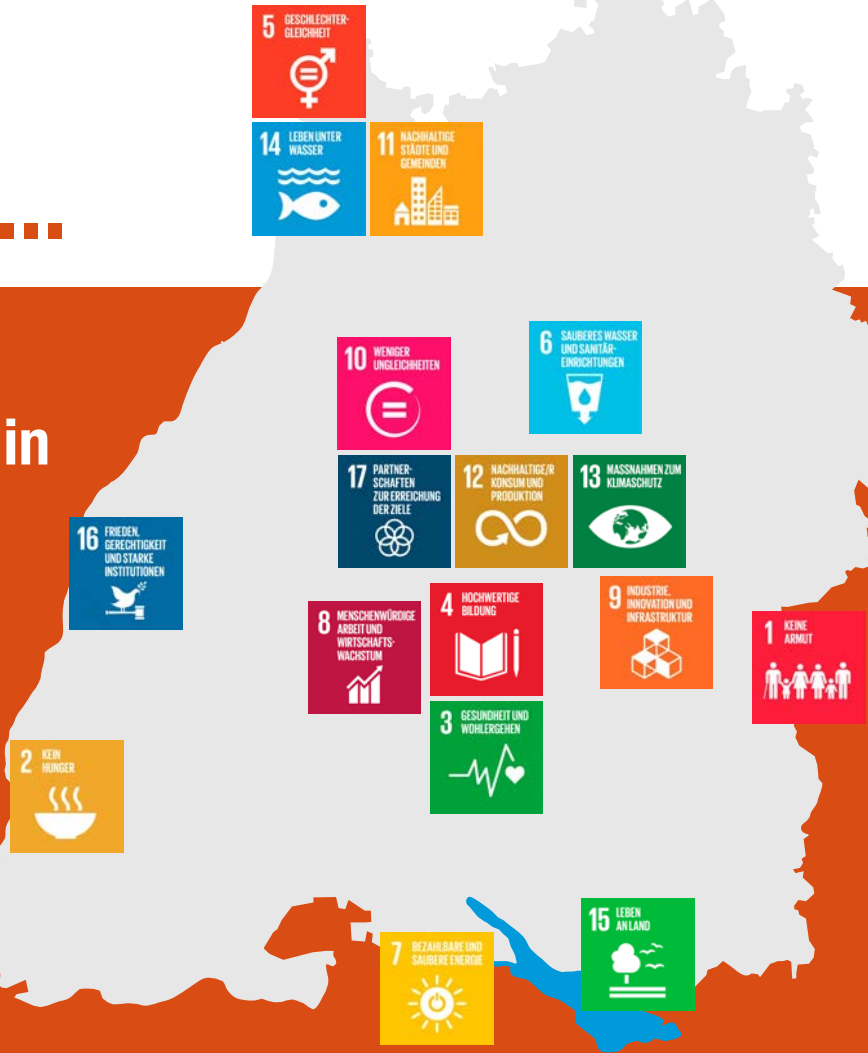 5 GESCHLECHTER-
GLEICHHEIT
14 LEBEN UNTER
WASSER
11 NACHHALTIGE
STÄDTE UND
GEMEINDEN
10 WENIGER
UNGLEICHHEITEN
6 SAUBERES WASSER
UND SANITÄR-
EINRICHTUNGEN
in
17 PARTNER-
SCHAFTEN
ZUR ERREICHUNG
DER ZIELE
12 NACHHALTIGE/R
KONSUM UND
PRODUKTION
13 MASSNAHMEN ZUM
KLIMASCHUTZ
16 FRIEDEN,
GERECHTIGKEIT
UND STARKE
INSTITUTIONEN
8 MENSCHENWÜRDIGE
ARBEIT UND
WIRTSCHAFTS-
WACHSTUM
4 HOCHWERTIGE
BILDUNG
9 INDUSTRIE,
INNOVATION UND
INFRASTRUKTUR
1 KEINE
ARMUT
3 GESUNDHEIT UND
WOHLERGEHEN
2 KEIN
HUNGER
7 BEZAHLBARE UND
SAUBERE ENERGIE
15 LEBEN
AN LAND